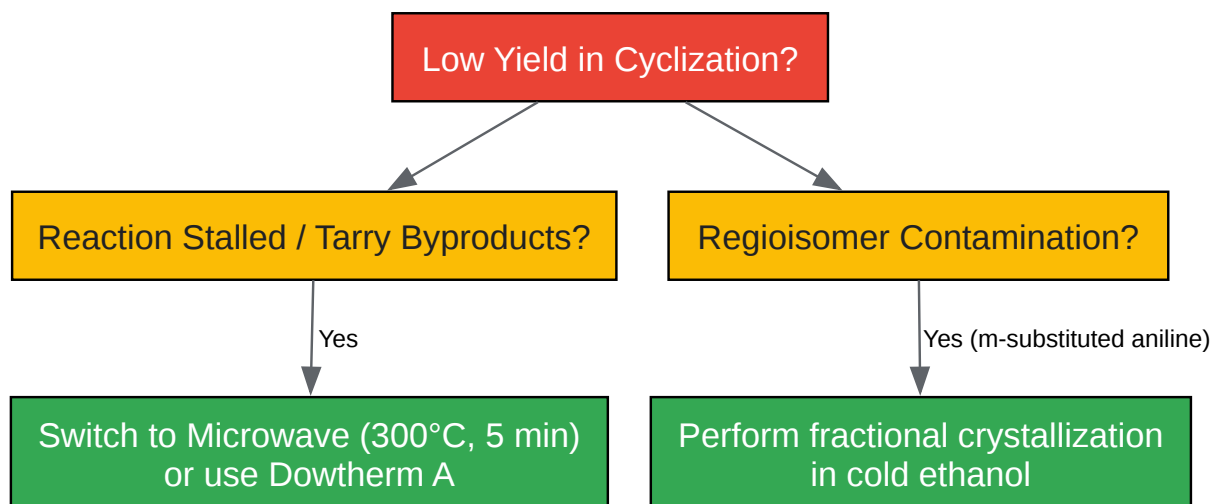 Low Yield in Cyclization?
Reaction Stalled / Tarry Byproducts?
Regioisomer Contamination?
Yes
Yes (m-substituted aniline)
Switch to Microwave (300°C, 5 min)
or use Dowtherm A
Perform fractional crystallization
in cold ethanol